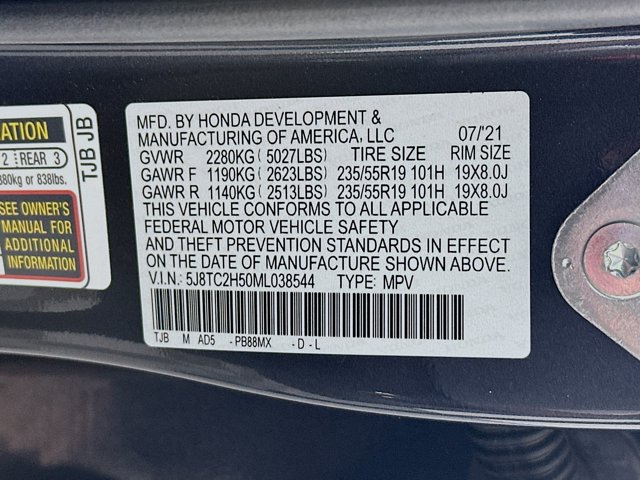 ATION
2 REAR 3
380kg or 838lbs.
SEE OWNER'S
MANUAL FOR
ADDITIONAL
INFORMATION
TJB JB
MFD. BY HONDA DEVELOPMENT &
MANUFACTURING OF AMERICA, LLC 07/'21
GVWR 2280KG ( 5027LBS) TIRE SIZE RIM SIZE
GAWR F 1190KG ( 2623LBS) 235/55R19 101H 19X8.0J
GAWR R 1140KG ( 2513LBS) 235/55R19 101H 19X8.0J
THIS VEHICLE CONFORMS TO ALL APPLICABLE
FEDERAL MOTOR VEHICLE SAFETY
AND THEFT PREVENTION STANDARDS IN EFFECT
ON THE DATE OF MANUFACTURE SHOWN ABOVE.
V.I.N.: 5J8TC2H50ML038544 TYPE: MPV
TJB M AD5 -PB88MX -D-L